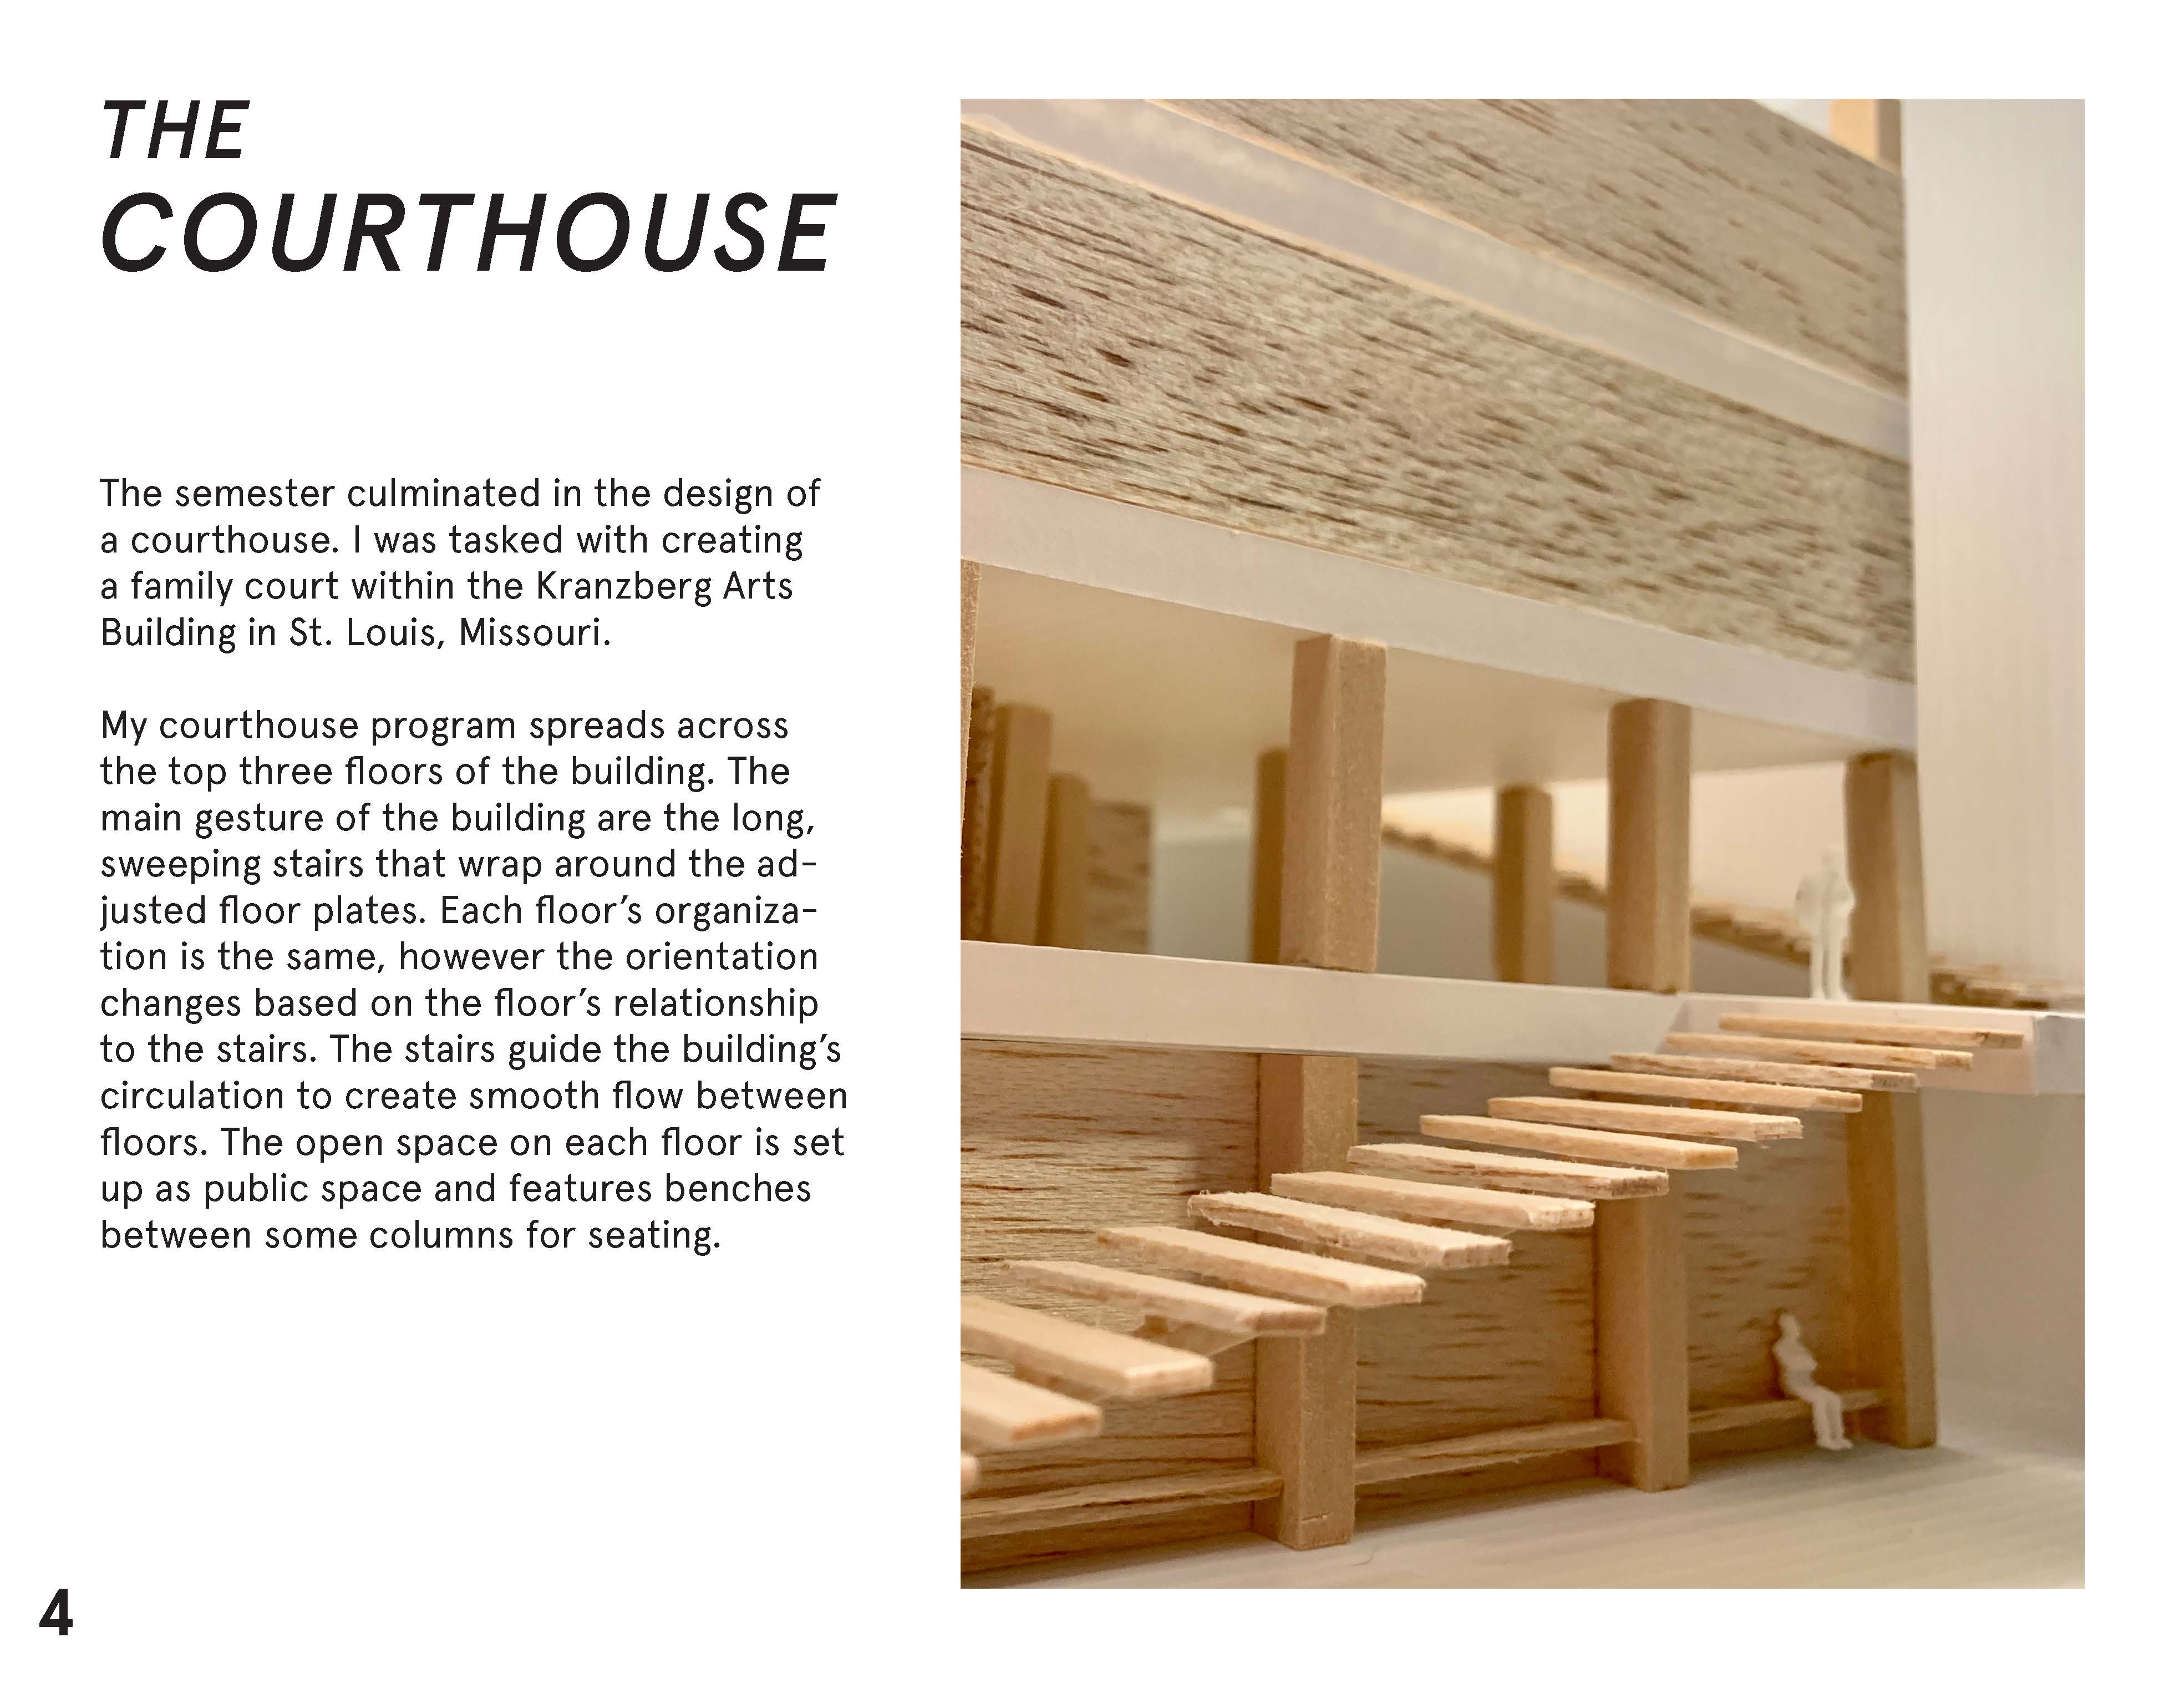 THE
COURTHOUSE
The semester culminated in the design of
a courthouse. I was tasked with creating
a family court within the Kranzberg Arts
Building in St. Louis, Missouri.
My courthouse program spreads across
the top three floors of the building. The
main gesture of the building are the long,
sweeping stairs that wrap around the ad-
justed floor plates. Each floor’s organiza-
tion is the same, however the orientation
changes based on the floor’s relationship
to the stairs. The stairs guide the building’s
circulation to create smooth flow between
floors. The open space on each floor is set
up as public space and features benches
between some columns for seating.
4